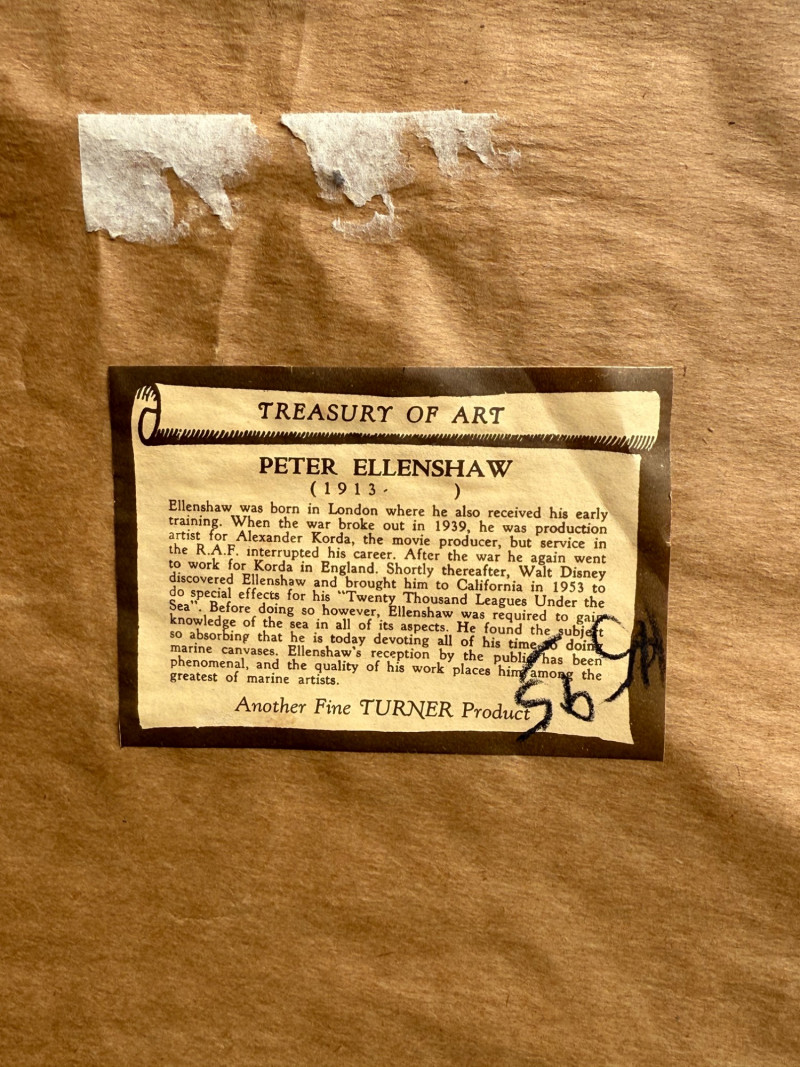 TREASURY OF ART
PETER ELLENSHAW
(1913- )
Ellenshaw was born in London where he also received his early
training. When the war broke out in 1939, he was production
artist for Alexander Korda, the movie producer, but service in
the R.A.F. interrupted his career. After the war he again went
to work for Korda in England. Shortly thereafter, Walt Disney
discovered Ellenshaw and brought him to California in 1953 to
do special effects for his "Twenty Thousand Leagues Under the
Sea". Before doing so however, Ellenshaw was required to gain
knowledge of the sea in all of its aspects. He found the subject
so absorbing that he is today devoting all of his time to doing
marine canvases. Ellenshaw's reception by the public has been
phenomenal, and the quality of his work places him among the
greatest of marine artists.
Another Fine TURNER Product